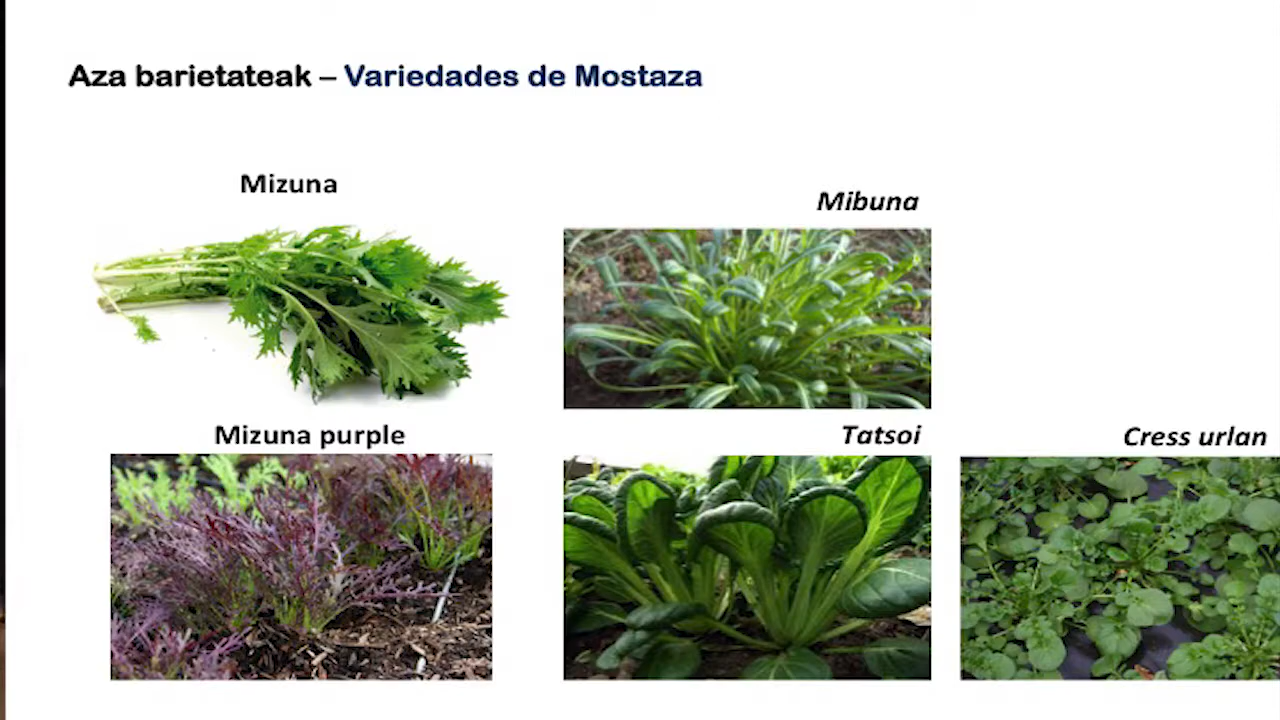 Aza barietateak – Variedades de Mostaza
Mizuna
Mibuna
Mizuna purple
Tatsoi
Cress urlan